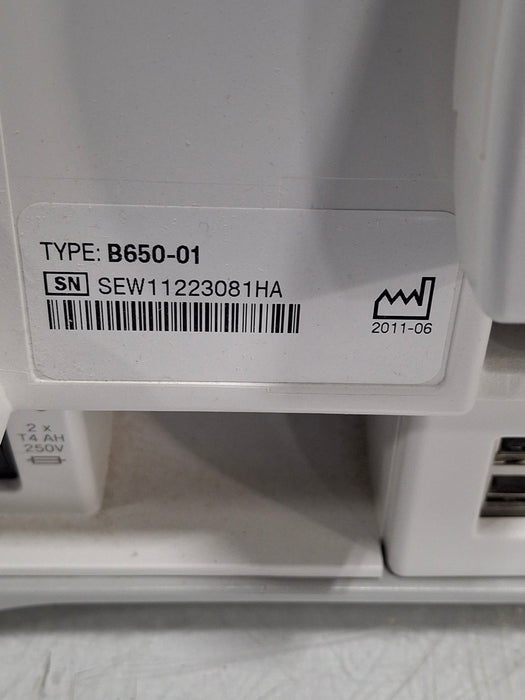 TYPE: B650-01
SN SEW11223081HA
2011-06
2 x
T4 AH
250V